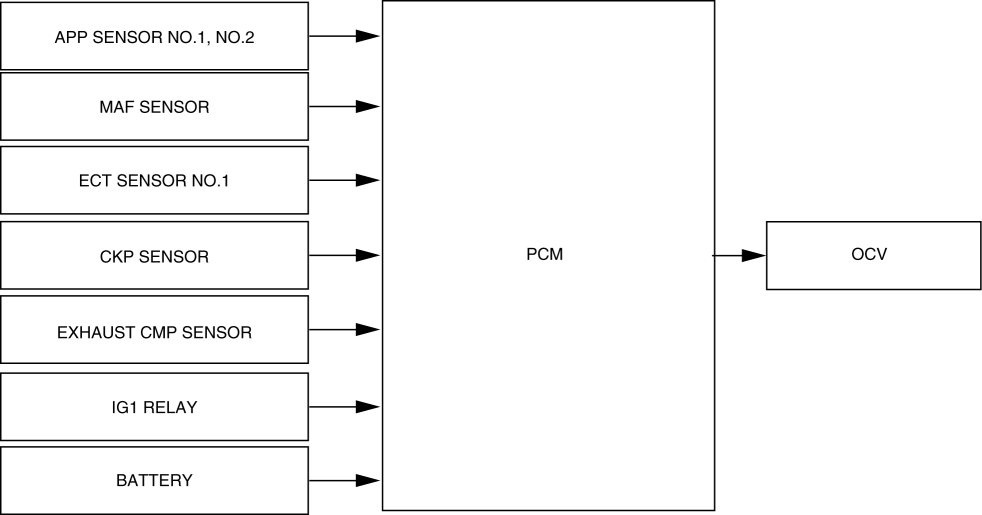 APP SENSOR NO.1, NO.2
MAF SENSOR
ECT SENSOR NO.1
CKP SENSOR
EXHAUST CMP SENSOR
IG1 RELAY
BATTERY
PCM
OCV